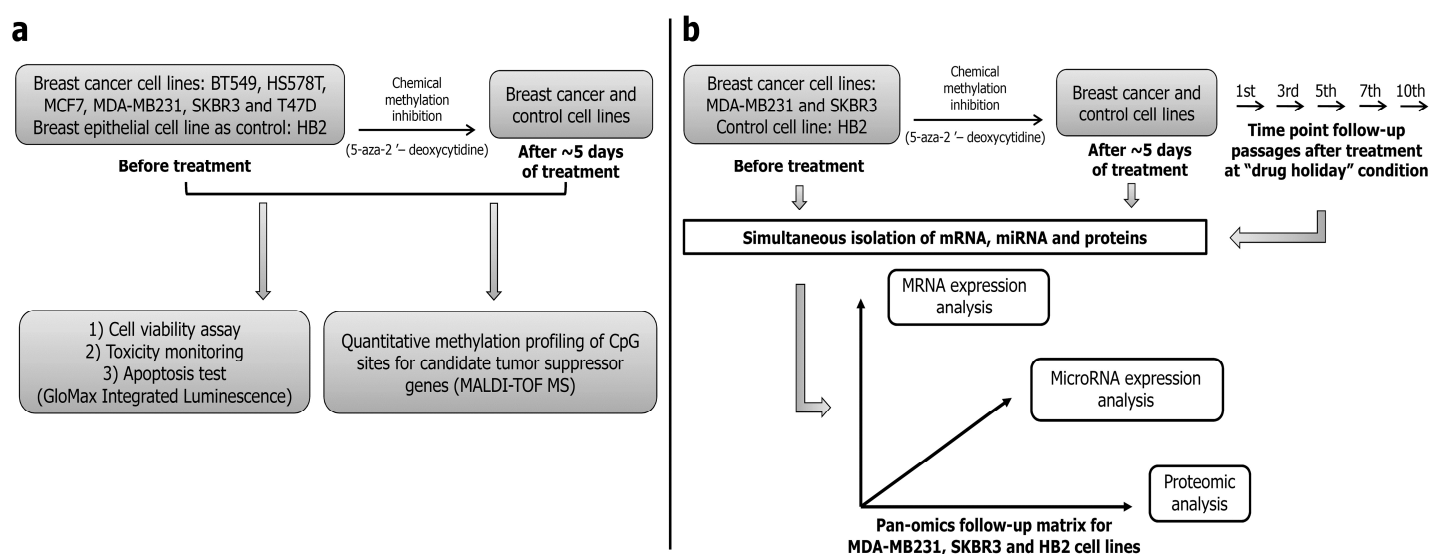 a
Breast cancer cell lines: BT549, HS578T,
MCF7, MDA-MB231, SKBR3 and T47D
Breast epithelial cell line as control: HB2
Before treatment
Chemical
methylation
inhibition
(5-aza-2 ′– deoxycytidine)
Breast cancer and
control cell lines
After ~5 days
of treatment
1) Cell viability assay
2) Toxicity monitoring
3) Apoptosis test
(GloMax Integrated Luminescence)
Quantitative methylation profiling of CpG
sites for candidate tumor suppressor
genes (MALDI-TOF MS)
b
Breast cancer cell lines:
MDA-MB231 and SKBR3
Control cell line: HB2
Before treatment
Chemical
methylation
inhibition
(5-aza-2 ′– deoxycytidine)
Breast cancer and
control cell lines
After ~5 days
of treatment
1st 3rd 5th 7th 10th
Time point follow-up
passages after treatment
at “drug holiday” condition
Simultaneous isolation of mRNA, miRNA and proteins
MRNA expression
analysis
MicroRNA expression
analysis
Proteomic
analysis
Pan-omics follow-up matrix for
MDA-MB231, SKBR3 and HB2 cell lines